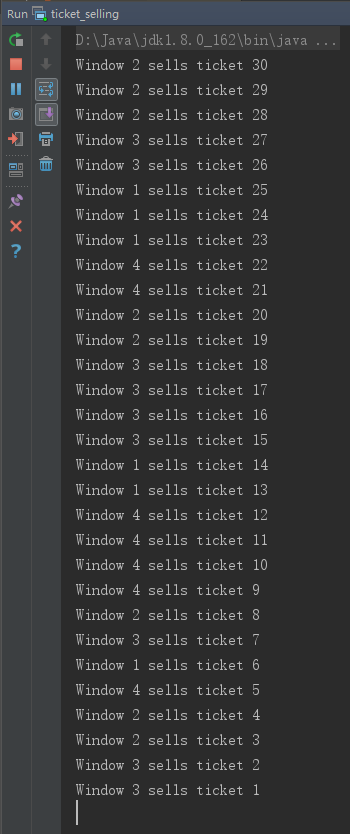 Run ticket_selling
D:\Java\jdk1.8.0_162\bin\java ...
Window 2 sells ticket 30
Window 2 sells ticket 29
Window 2 sells ticket 28
Window 3 sells ticket 27
Window 3 sells ticket 26
Window 1 sells ticket 25
Window 1 sells ticket 24
Window 1 sells ticket 23
Window 4 sells ticket 22
Window 4 sells ticket 21
Window 2 sells ticket 20
Window 2 sells ticket 19
Window 3 sells ticket 18
Window 3 sells ticket 17
Window 3 sells ticket 16
Window 3 sells ticket 15
Window 1 sells ticket 14
Window 1 sells ticket 13
Window 4 sells ticket 12
Window 4 sells ticket 11
Window 4 sells ticket 10
Window 4 sells ticket 9
Window 2 sells ticket 8
Window 3 sells ticket 7
Window 1 sells ticket 6
Window 4 sells ticket 5
Window 2 sells ticket 4
Window 2 sells ticket 3
Window 3 sells ticket 2
Window 3 sells ticket 1